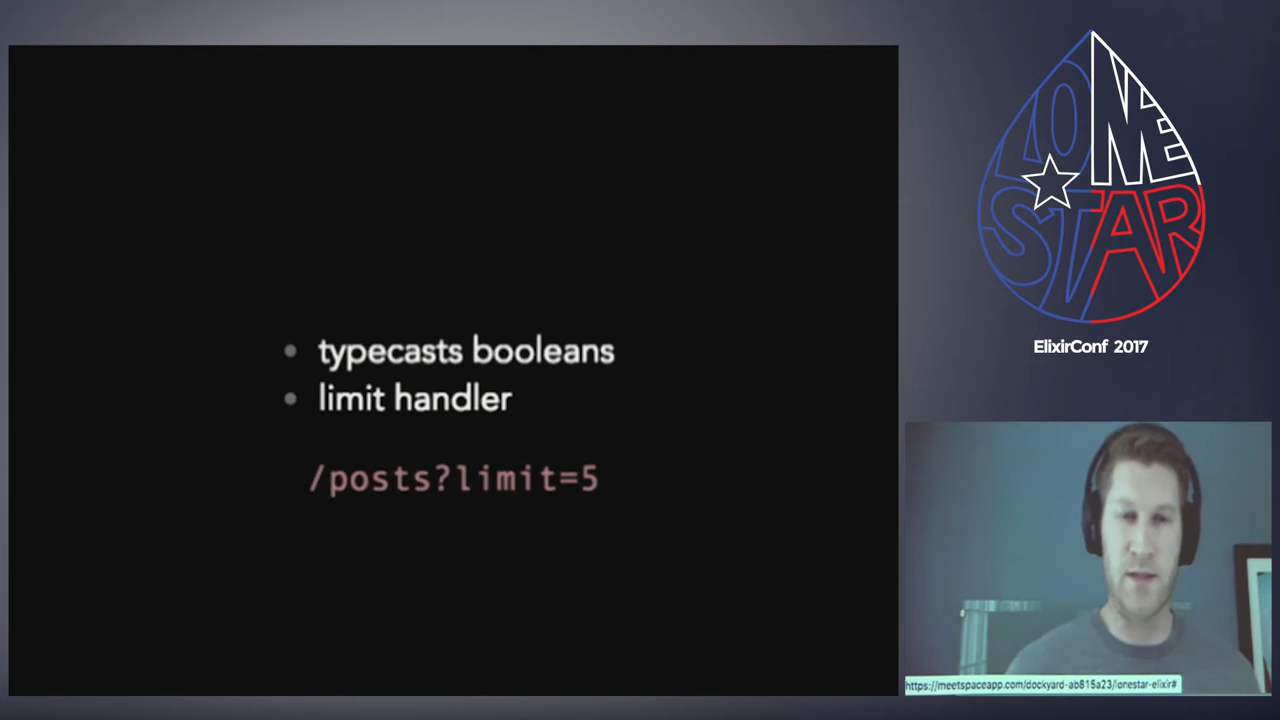 typecasts booleans
limit handler
/posts?limit=5
LONE
STAR
ElixirConf 2017
https://meetspaceapp.com/dockyard-ab815a23/lonestar-elixir#